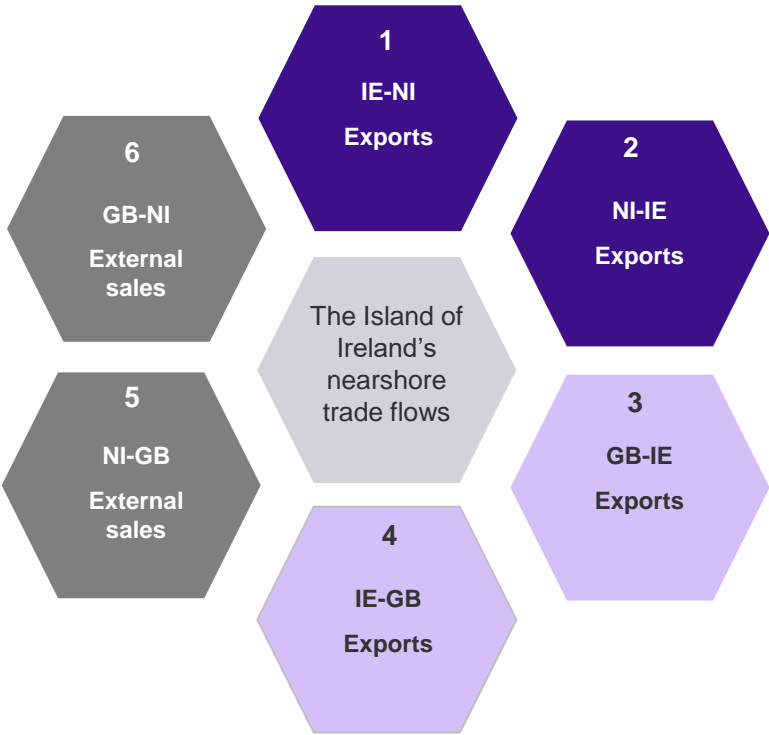 1
IE-NI
Exports
2
NI-IE
Exports
3
GB-IE
Exports
4
IE-GB
Exports
5
NI-GB
External
sales
6
GB-NI
External
sales
The Island of
Ireland’s
nearshore
trade flows